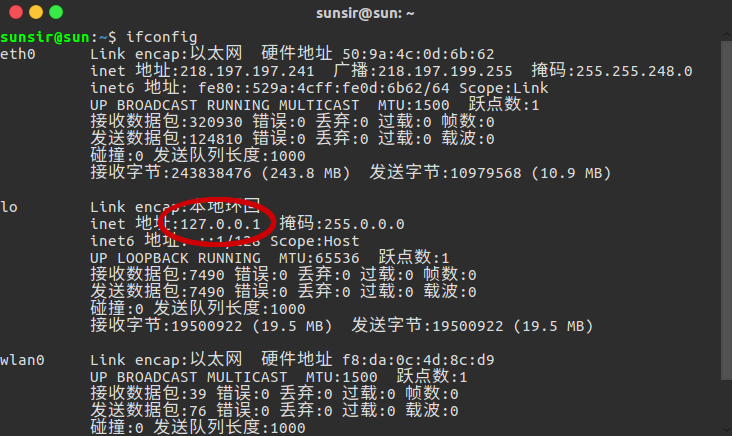 sunsir@sun: ~
sunsir@sun:~$ ifconfig
eth0 Link encap:以太网 硬件地址 50:9a:4c:0d:6b:62
inet 地址:218.197.197.241 广播:218.197.199.255 掩码:255.255.248.0
inet6 地址: fe80::529a:4cff:fe0d:6b62/64 Scope:Link
UP BROADCAST RUNNING MULTICAST MTU:1500 跃点数:1
接收数据包:320930 错误:0 丢弃:0 过载:0 帧数:0
发送数据包:124810 错误:0 丢弃:0 过载:0 载波:0
碰撞:0 发送队列长度:1000
接收字节:243838476 (243.8 MB) 发送字节:10979568 (10.9 MB)
lo Link encap:本地环回
inet 地址:127.0.0.1 掩码:255.0.0.0
inet6 地址: ::1/128 Scope:Host
UP LOOPBACK RUNNING MTU:65536 跃点数:1
接收数据包:7490 错误:0 丢弃:0 过载:0 帧数:0
发送数据包:7490 错误:0 丢弃:0 过载:0 载波:0
碰撞:0 发送队列长度:1000
接收字节:19500922 (19.5 MB) 发送字节:19500922 (19.5 MB)
wlan0 Link encap:以太网 硬件地址 f8:da:0c:4d:8c:d9
UP BROADCAST MULTICAST MTU:1500 跃点数:1
接收数据包:39 错误:0 丢弃:0 过载:0 帧数:0
发送数据包:76 错误:0 丢弃:0 过载:0 载波:0
碰撞:0 发送队列长度:1000